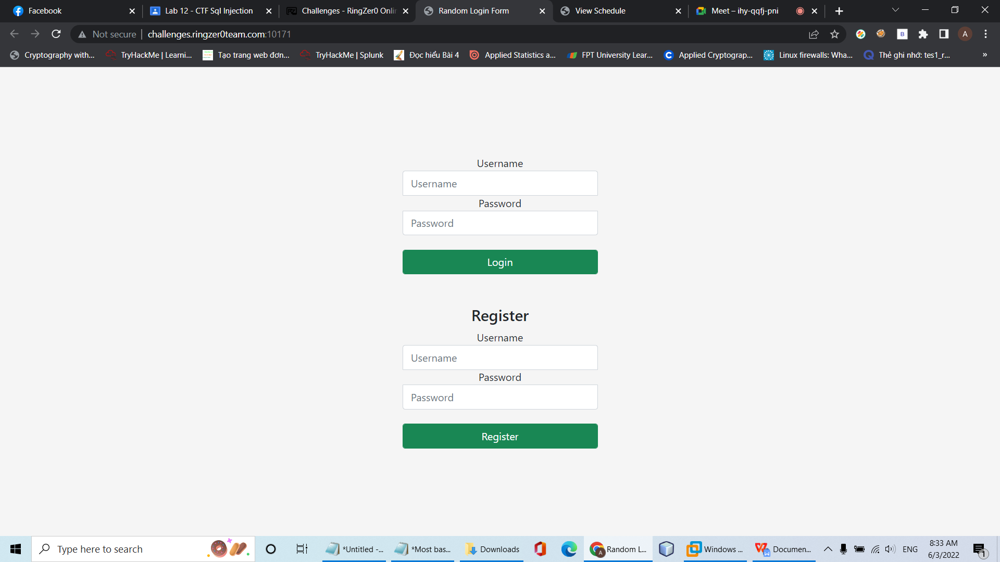 Facebook
Lab 12 - CTF Sql Injection
Challenges - RingZer0 Onlin
Random Login Form
View Schedule
Meet – ihy-qqfj-pni
Not secure
challenges.ringzer0team.com:10171
B
A
Cryptography with...
TryHackMe | Learni...
Tạo trang web đơn...
TryHackMe | Splunk
Đọc hiểu Bài 4
Applied Statistics a...
FPT University Lear...
Applied Cryptograp...
Linux firewalls: Wha...
Thẻ ghi nhớ: tes1_r...
»
Username
Username
Password
Password
Login
Register
Username
Username
Password
Password
Register
Type here to search
*Untitled -...
*Most bas...
Downloads
Random L...
Windows ...
Documen...
ENG
8:33 AM
6/3/2022
1